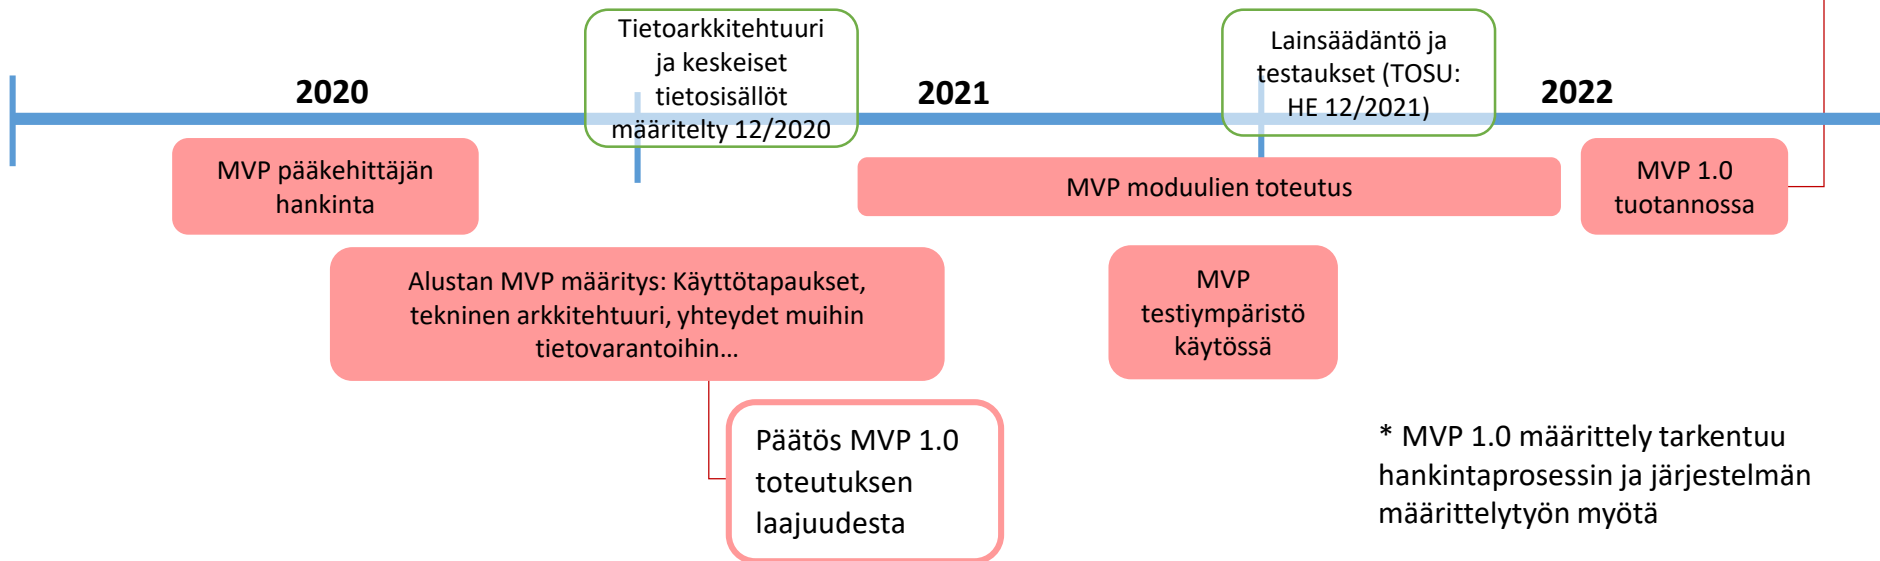 2020
Tietoarkkitehtuuri
ja keskeiset
tietosisällöt
määritelty 12/2020
2021
Lainsäädäntö ja
testaukset (TOSU:
HE 12/2021)
2022
MVP pääkehittäjän
hankinta
MVP moduulien toteutus
MVP 1.0
tuotannossa
Alustan MVP määritys: Käyttötapaukset,
tekninen arkkitehtuuri, yhteydet muihin
tietovarantoihin…
MVP
testiympäristö
käytössä
Päätös MVP 1.0
toteutuksen
laajuudesta
* MVP 1.0 määrittely tarkentuu
hankintaprosessin ja järjestelmän
määrittelytyön myötä